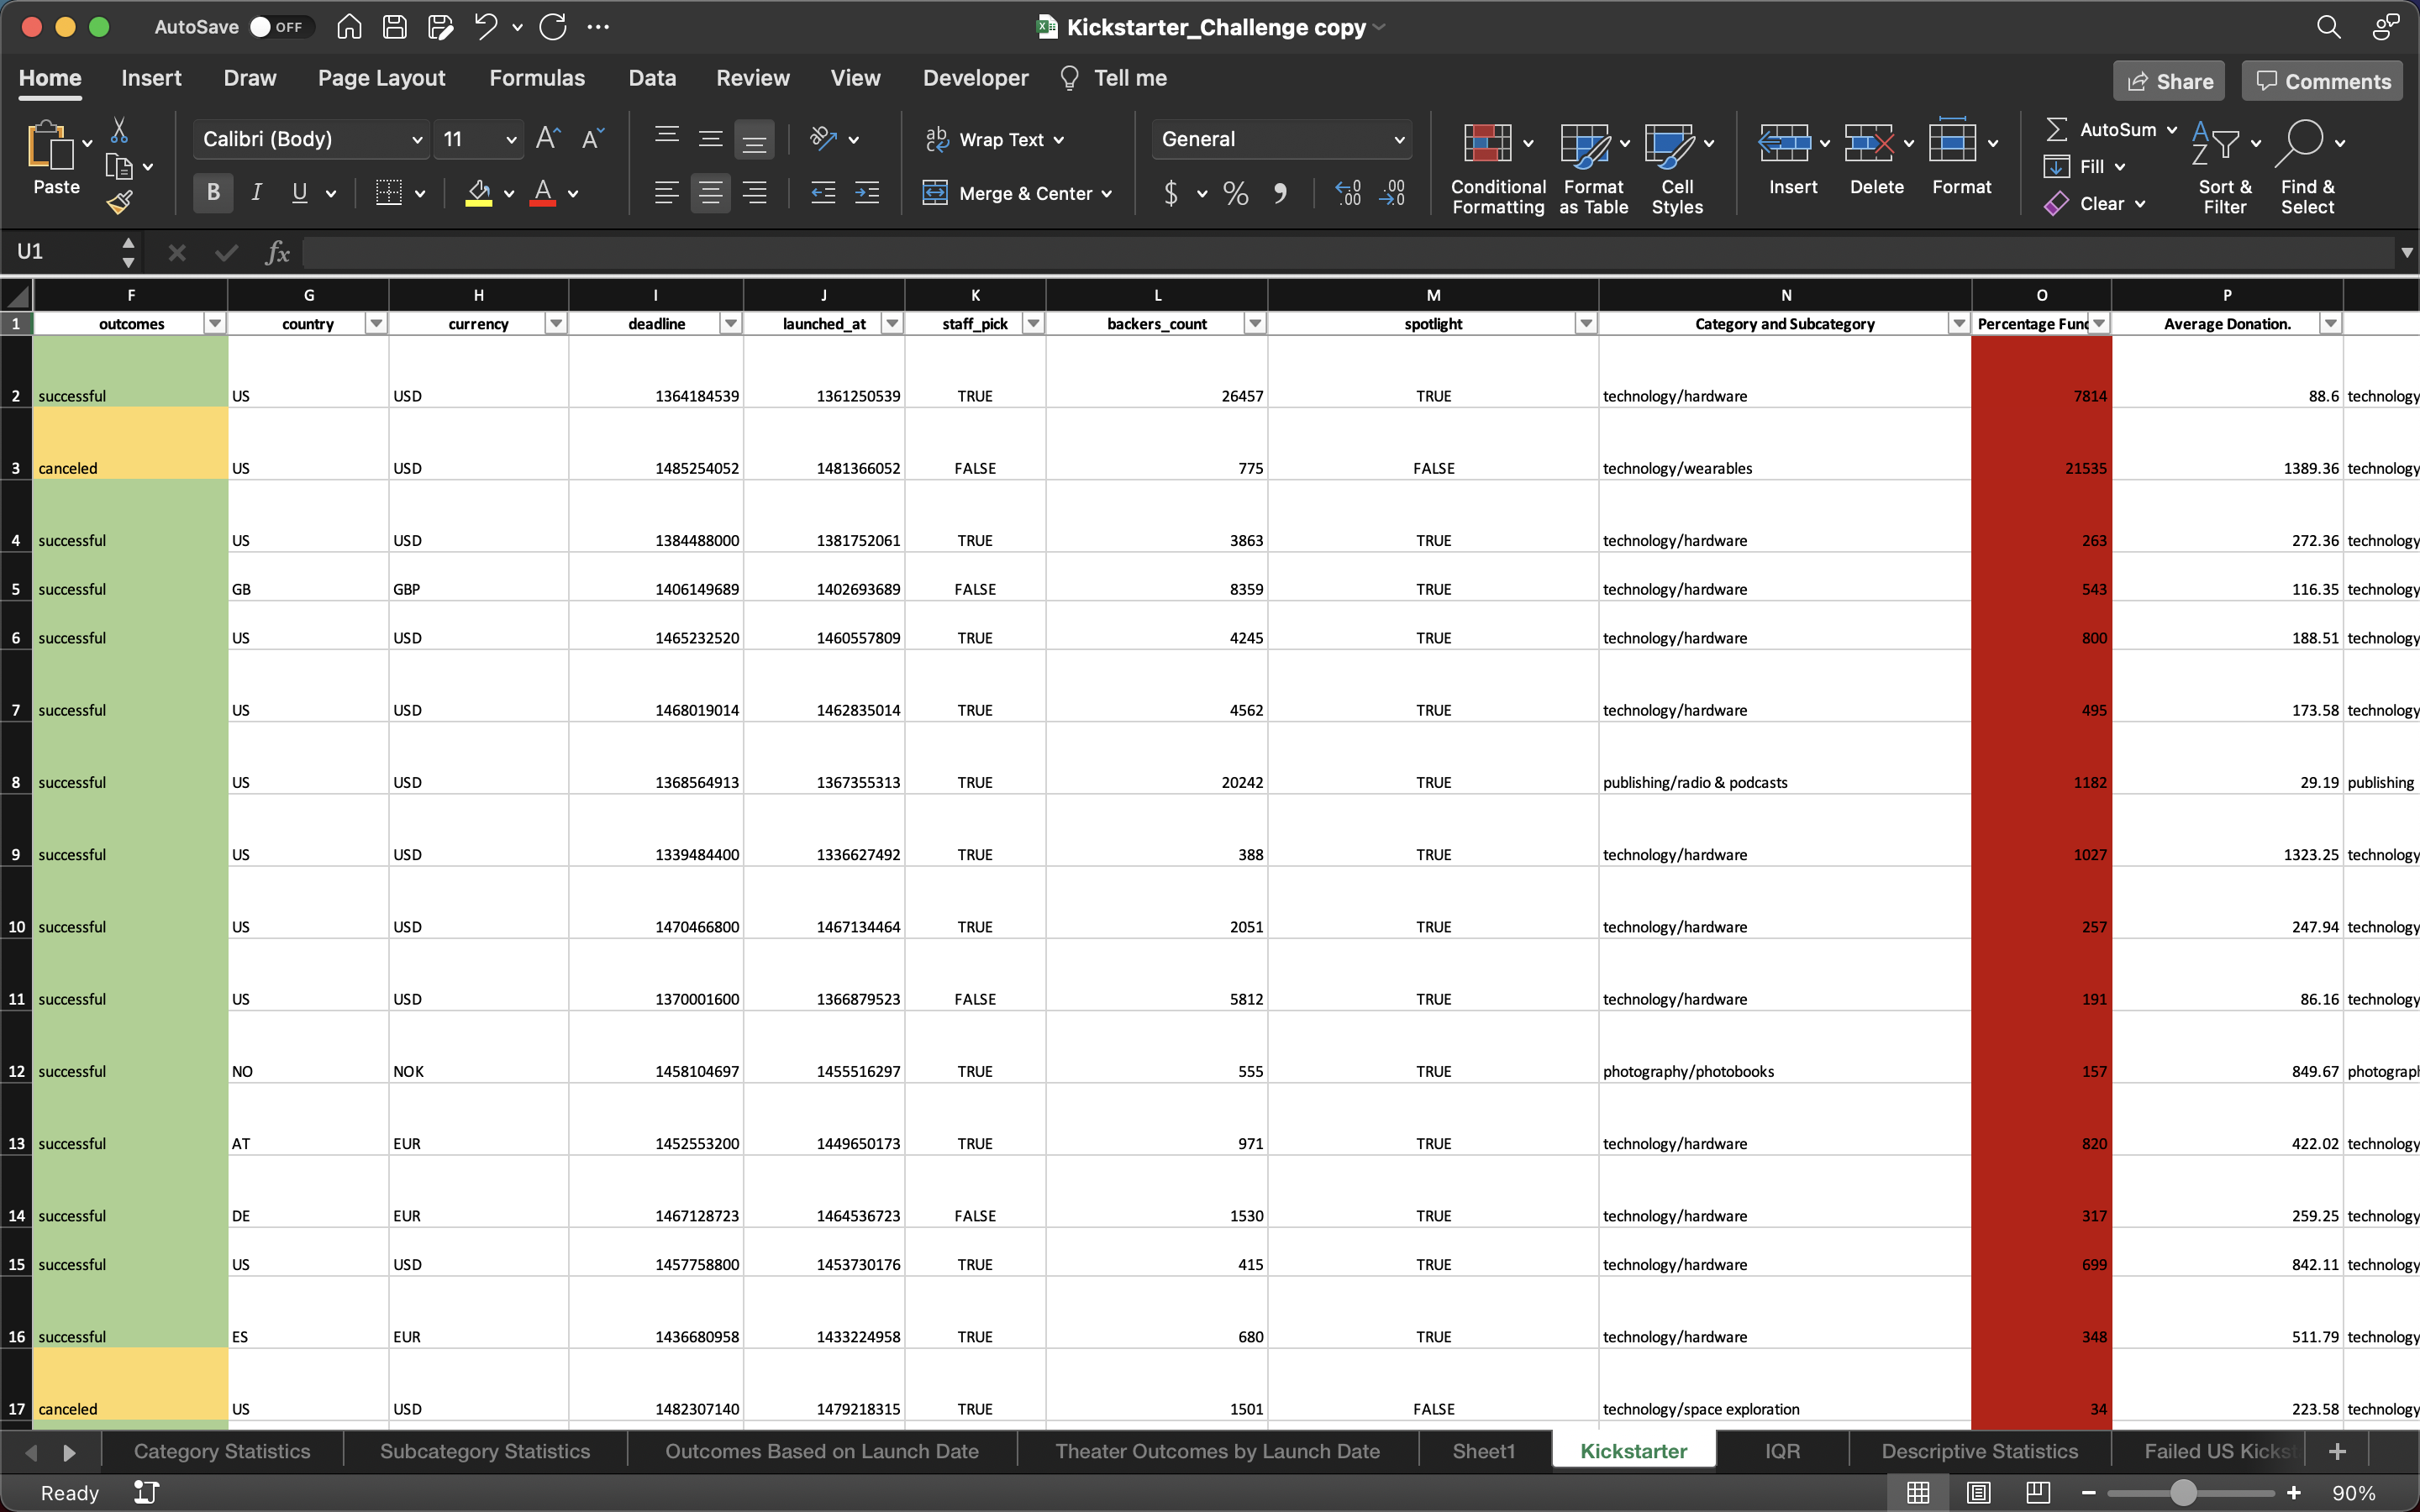 AutoSave OFF Kickstarter_Challenge copy
Home Insert Draw Page Layout Formulas Data Review View Developer Tell me Share Comments
Paste Calibri (Body) 11 Wrap Text General Conditional Formatting Format as Table Cell Styles Insert Delete Format AutoSum Fill Clear Sort & Filter Find & Select
B I U Merge & Center $ % 9
U1 fx
F G H I J K L M N O P
1 outcomes country currency deadline launched_at staff_pick backers_count spotlight Category and Subcategory Percentage Func Average Donation.
2 successful US USD 1364184539 1361250539 TRUE 26457 TRUE technology/hardware 7814 88.6 technology
3 canceled US USD 1485254052 1481366052 FALSE 775 FALSE technology/wearables 21535 1389.36 technology
4 successful US USD 1384488000 1381752061 TRUE 3863 TRUE technology/hardware 263 272.36 technology
5 successful GB GBP 1406149689 1402693689 FALSE 8359 TRUE technology/hardware 543 116.35 technology
6 successful US USD 1465232520 1460557809 TRUE 4245 TRUE technology/hardware 800 188.51 technology
7 successful US USD 1468019014 1462835014 TRUE 4562 TRUE technology/hardware 495 173.58 technology
8 successful US USD 1368564913 1367355313 TRUE 20242 TRUE publishing/radio & podcasts 1182 29.19 publishing
9 successful US USD 1339484400 1336627492 TRUE 388 TRUE technology/hardware 1027 1323.25 technology
10 successful US USD 1470466800 1467134464 TRUE 2051 TRUE technology/hardware 257 247.94 technology
11 successful US USD 1370001600 1366879523 FALSE 5812 TRUE technology/hardware 191 86.16 technology
12 successful NO NOK 1458104697 1455516297 TRUE 555 TRUE photography/photobooks 157 849.67 photograph
13 successful AT EUR 1452553200 1449650173 TRUE 971 TRUE technology/hardware 820 422.02 technology
14 successful DE EUR 1467128723 1464536723 FALSE 1530 TRUE technology/hardware 317 259.25 technology
15 successful US USD 1457758800 1453730176 TRUE 415 TRUE technology/hardware 699 842.11 technology
16 successful ES EUR 1436680958 1433224958 TRUE 680 TRUE technology/hardware 348 511.79 technology
17 canceled US USD 1482307140 1479218315 TRUE 1501 FALSE technology/space exploration 34 223.58 technology
Category Statistics Subcategory Statistics Outcomes Based on Launch Date Theater Outcomes by Launch Date Sheet1 Kickstarter IQR Descriptive Statistics Failed US Kickst
Ready 90%